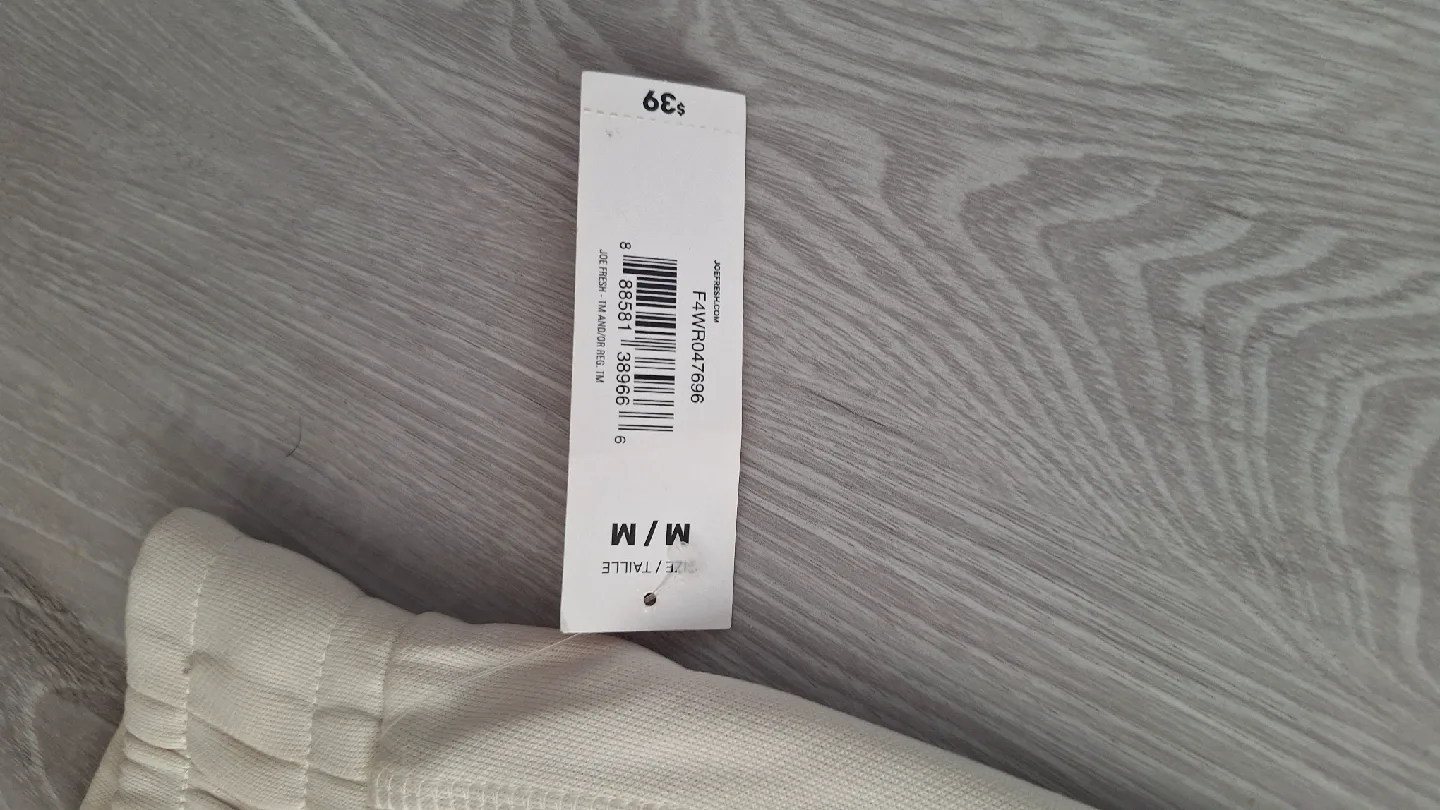 SIZE / TAILLE
M / M
JOEFRESH.COM
F4WR047696
8 88581 38966 6
JOE FRESH - TM AND/OR REG. TM
$39